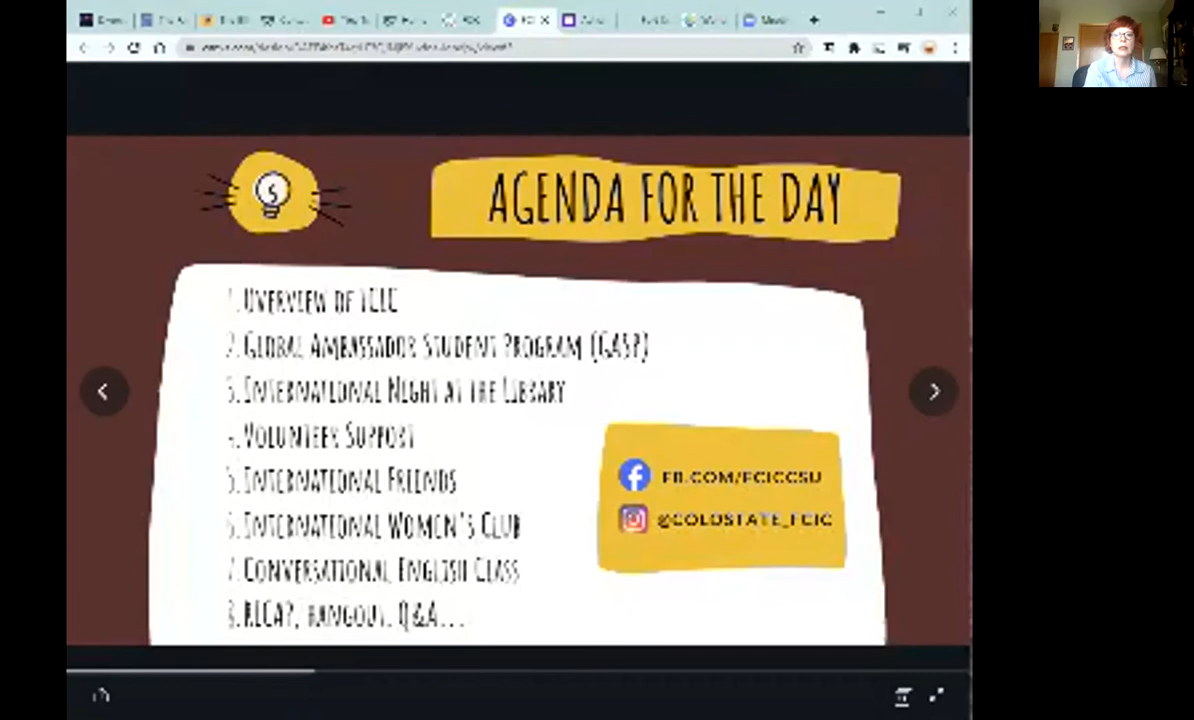 AGENDA FOR THE DAY
1. OVERVIEW OF FCIC
2. GLOBAL AMBASSADOR STUDENT PROGRAM (GASP)
3. INTERNATIONAL NIGHT AT THE LIBRARY
4. VOLUNTEER SUPPORT
5. INTERNATIONAL FRIENDS
6. INTERNATIONAL WOMEN'S CLUB
7. CONVERSATIONAL ENGLISH CLASS
8. RECAP, HANGOUT, Q&A...
FB.COM/FCICCSU
@COLOSTATE_FCIC